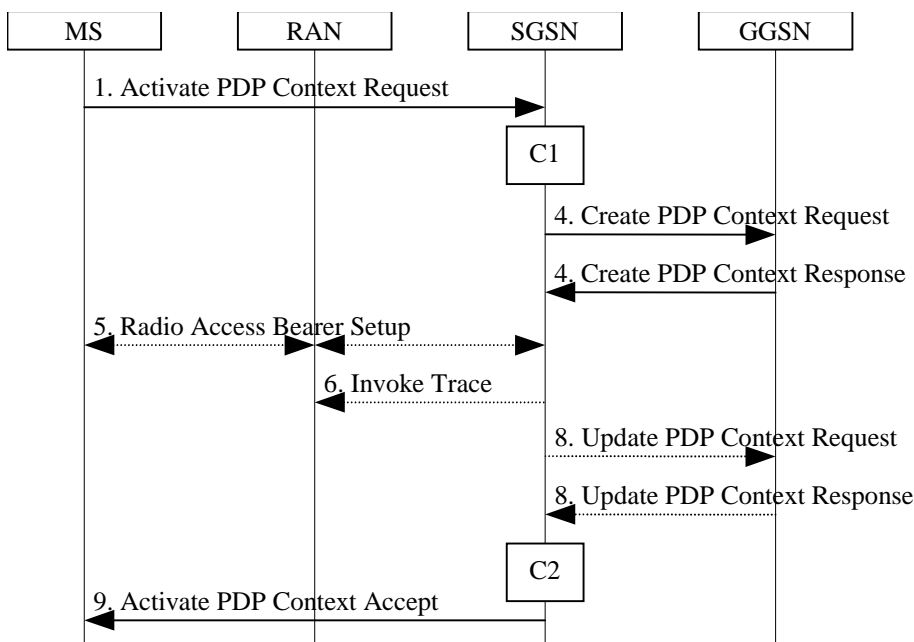 MS
RAN
SGSN
GGSN
1. Activate PDP Context Request
C1
4. Create PDP Context Request
4. Create PDP Context Response
5. Radio Access Bearer Setup
6. Invoke Trace
8. Update PDP Context Request
8. Update PDP Context Response
C2
9. Activate PDP Context Accept